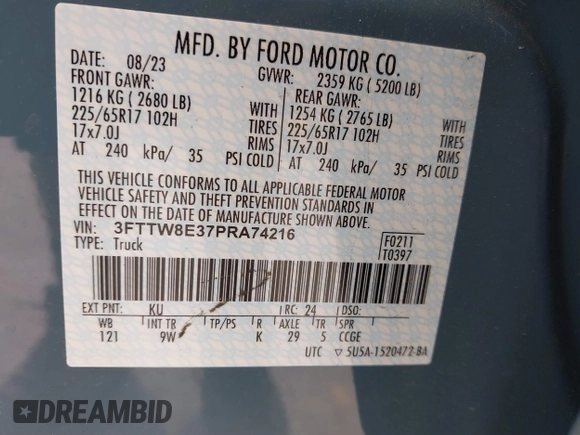 MFD. BY FORD MOTOR CO.
DATE: 08/23 GVWR: 2359 KG ( 5200 LB)
FRONT GAWR: REAR GAWR:
1216 KG ( 2680 LB) WITH 1254 KG ( 2765 LB) WITH
225/65R17 102H TIRES 225/65R17 102H TIRES
17x7.0J RIMS 17x7.0J RIMS
AT 240 kPa/ 35 PSI COLD AT 240 kPa/ 35 PSI COLD
THIS VEHICLE CONFORMS TO ALL APPLICABLE FEDERAL MOTOR
VEHICLE SAFETY AND THEFT PREVENTION STANDARDS IN
EFFECT ON THE DATE OF MANUFACTURE SHOWN ABOVE.
VIN: 3FTTW8E37PRA74216 F0211
TYPE: Truck T0397
EXT PNT: KU RC: 24 DSO:
WB INT TR TP/PS R AXLE TR SPR
121 9W K 29 5 CCGE
UTC ▽ 5U5A-1520472-BA
DREAMBID